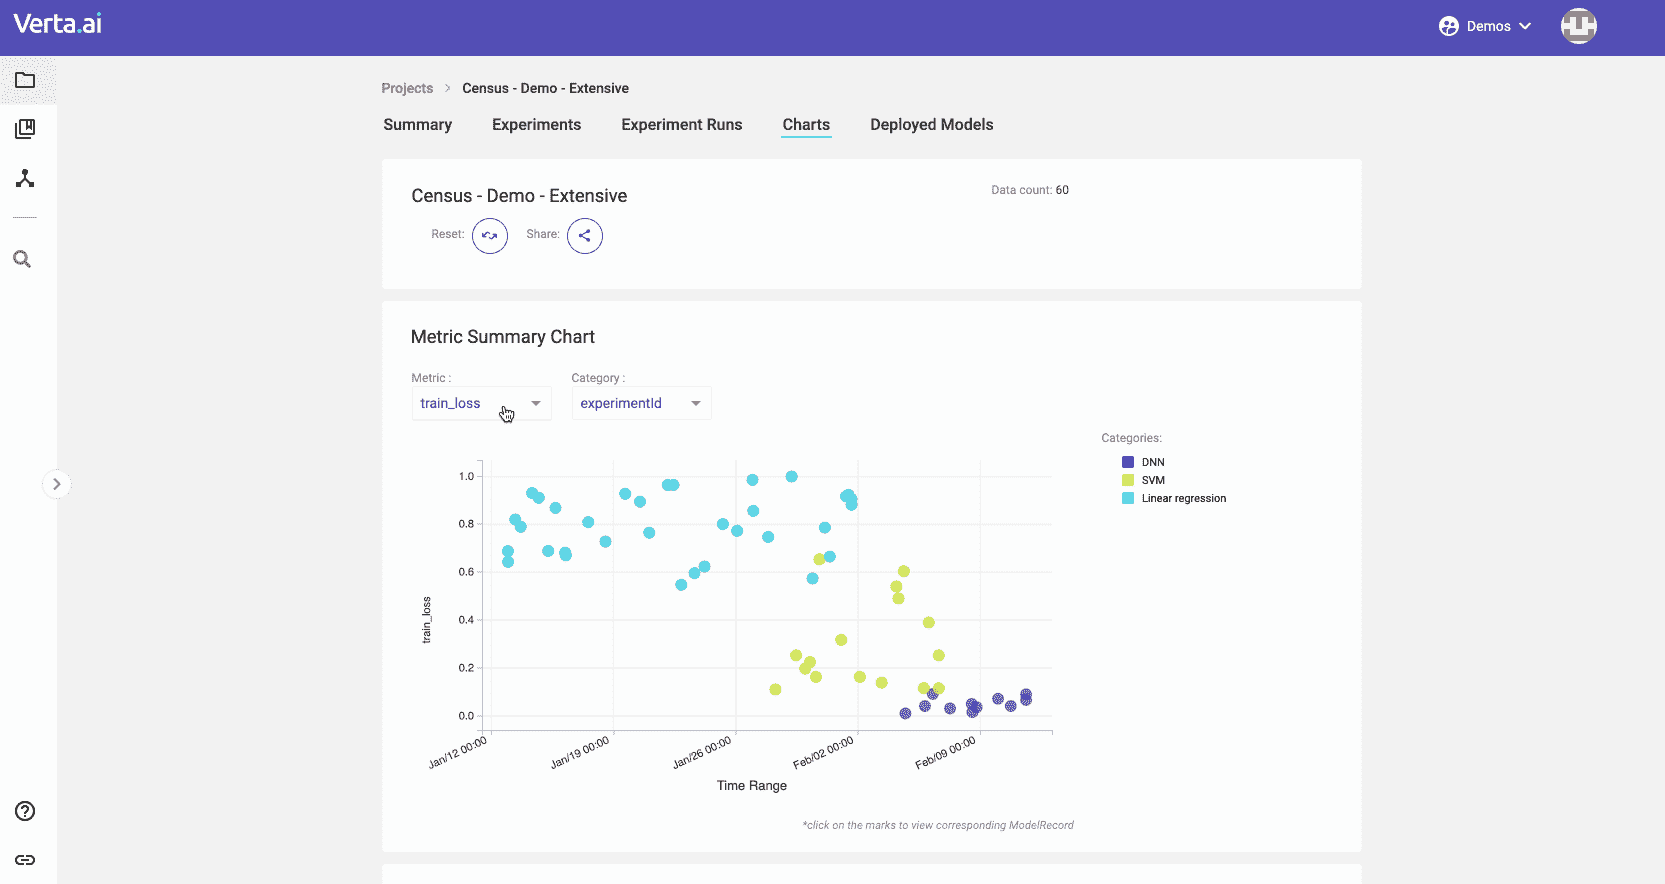 Verta.ai
Demos
Projects > Census - Demo - Extensive
Summary Experiments Experiment Runs Charts Deployed Models
Census - Demo - Extensive
Data count: 60
Reset: Share:
Metric Summary Chart
Metric : Category :
train_loss experimentId
Categories:
DNN
SVM
Linear regression
1.0
0.8
0.6
0.4
0.2
0.0
train_loss
Jan/12 00:00 Jan/19 00:00 Jan/26 00:00 Feb/02 00:00 Feb/09 00:00
Time Range
*click on the marks to view corresponding ModelRecord